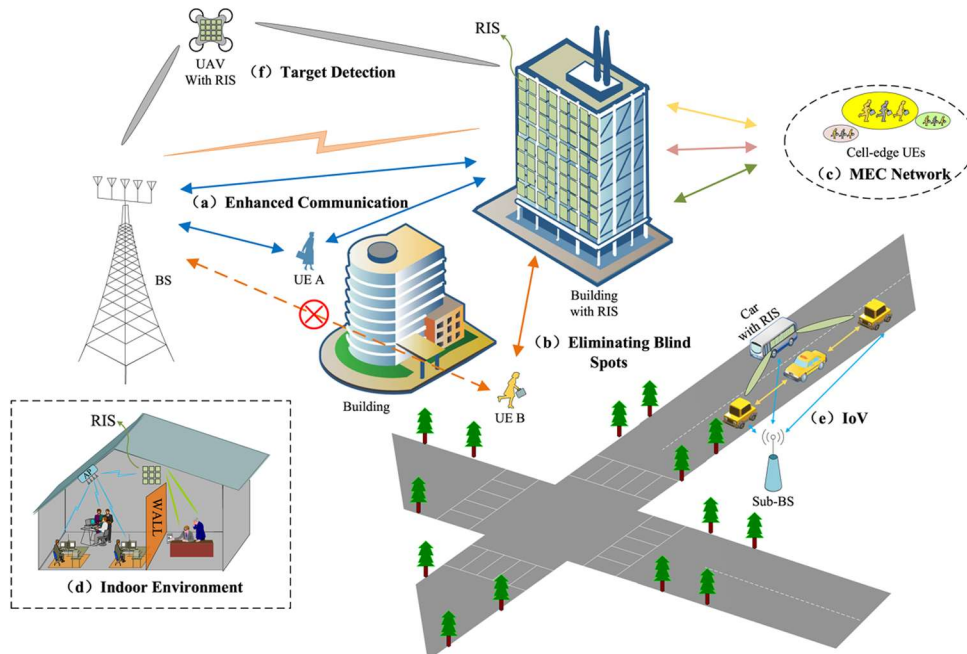 RIS
UAV
With RIS
（f） Target Detection
Cell-edge UEs
（c） MEC Network
（a） Enhanced Communication
BS
UE A
Building
with RIS
Car
with RIS
（b） Eliminating Blind
Spots
Building
UE B
（e） IoV
Sub-BS
RIS
AP
WALL
（d） Indoor Environment